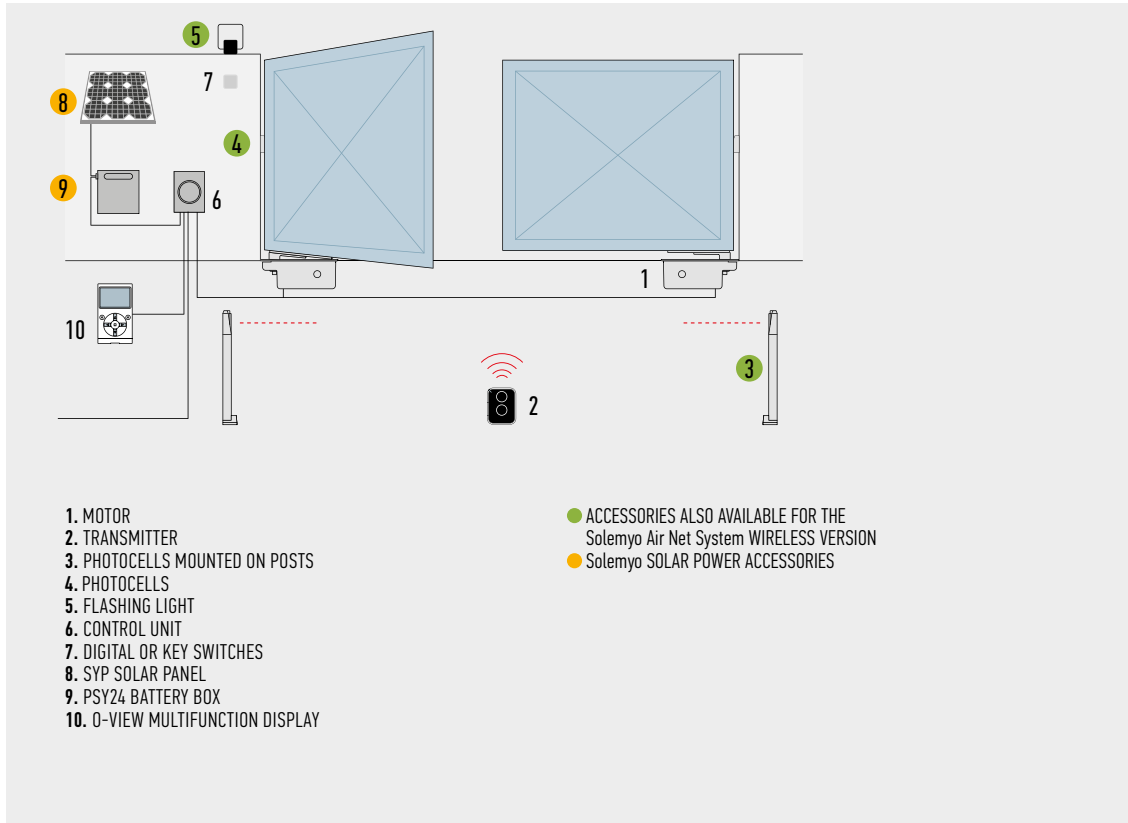 5
7
8
4
9
6
1
10
3
2
1. MOTOR
2. TRANSMITTER
3. PHOTOCELLS MOUNTED ON POSTS
4. PHOTOCELLS
5. FLASHING LIGHT
6. CONTROL UNIT
7. DIGITAL OR KEY SWITCHES
8. SYP SOLAR PANEL
9. PSY24 BATTERY BOX
10. O-VIEW MULTIFUNCTION DISPLAY
ACCESSORIES ALSO AVAILABLE FOR THE
Solemyo Air Net System WIRELESS VERSION
Solemyo SOLAR POWER ACCESSORIES